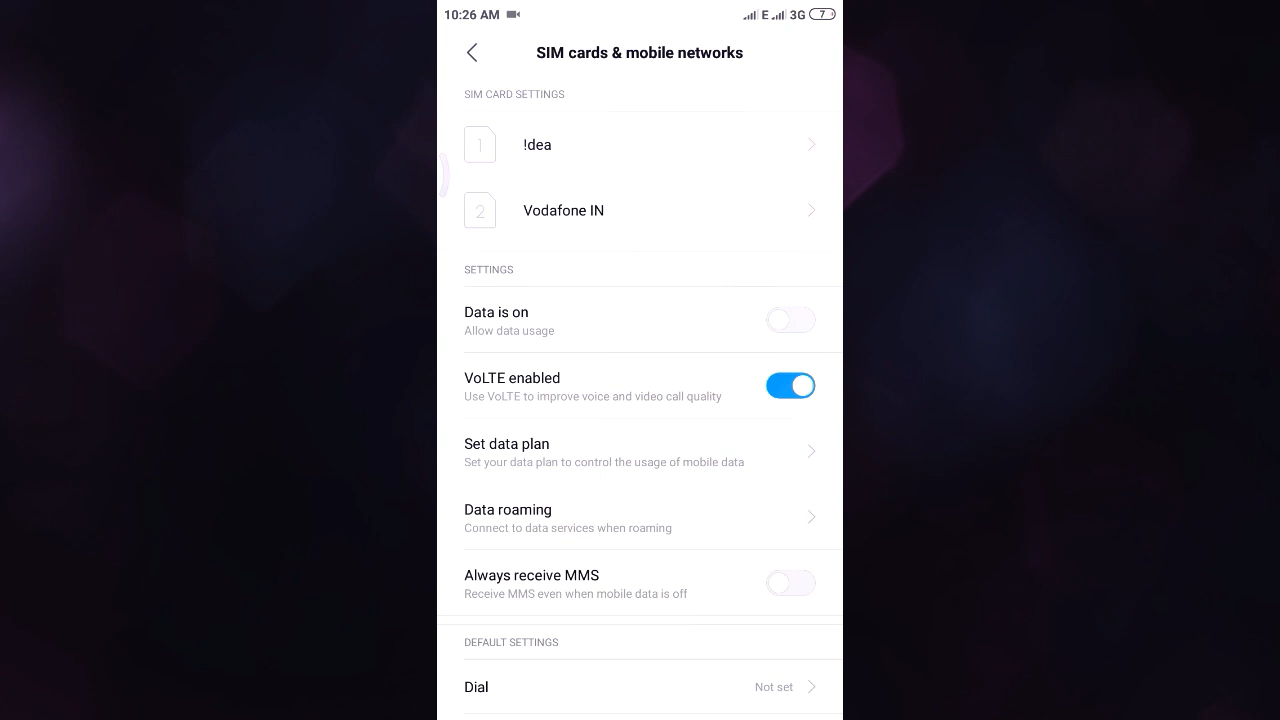 10:26 AM E 3G 7
SIM cards & mobile networks
SIM CARD SETTINGS
1 !dea
2 Vodafone IN
SETTINGS
Data is on
Allow data usage
VoLTE enabled
Use VoLTE to improve voice and video call quality
Set data plan
Set your data plan to control the usage of mobile data
Data roaming
Connect to data services when roaming
Always receive MMS
Receive MMS even when mobile data is off
DEFAULT SETTINGS
Dial Not set